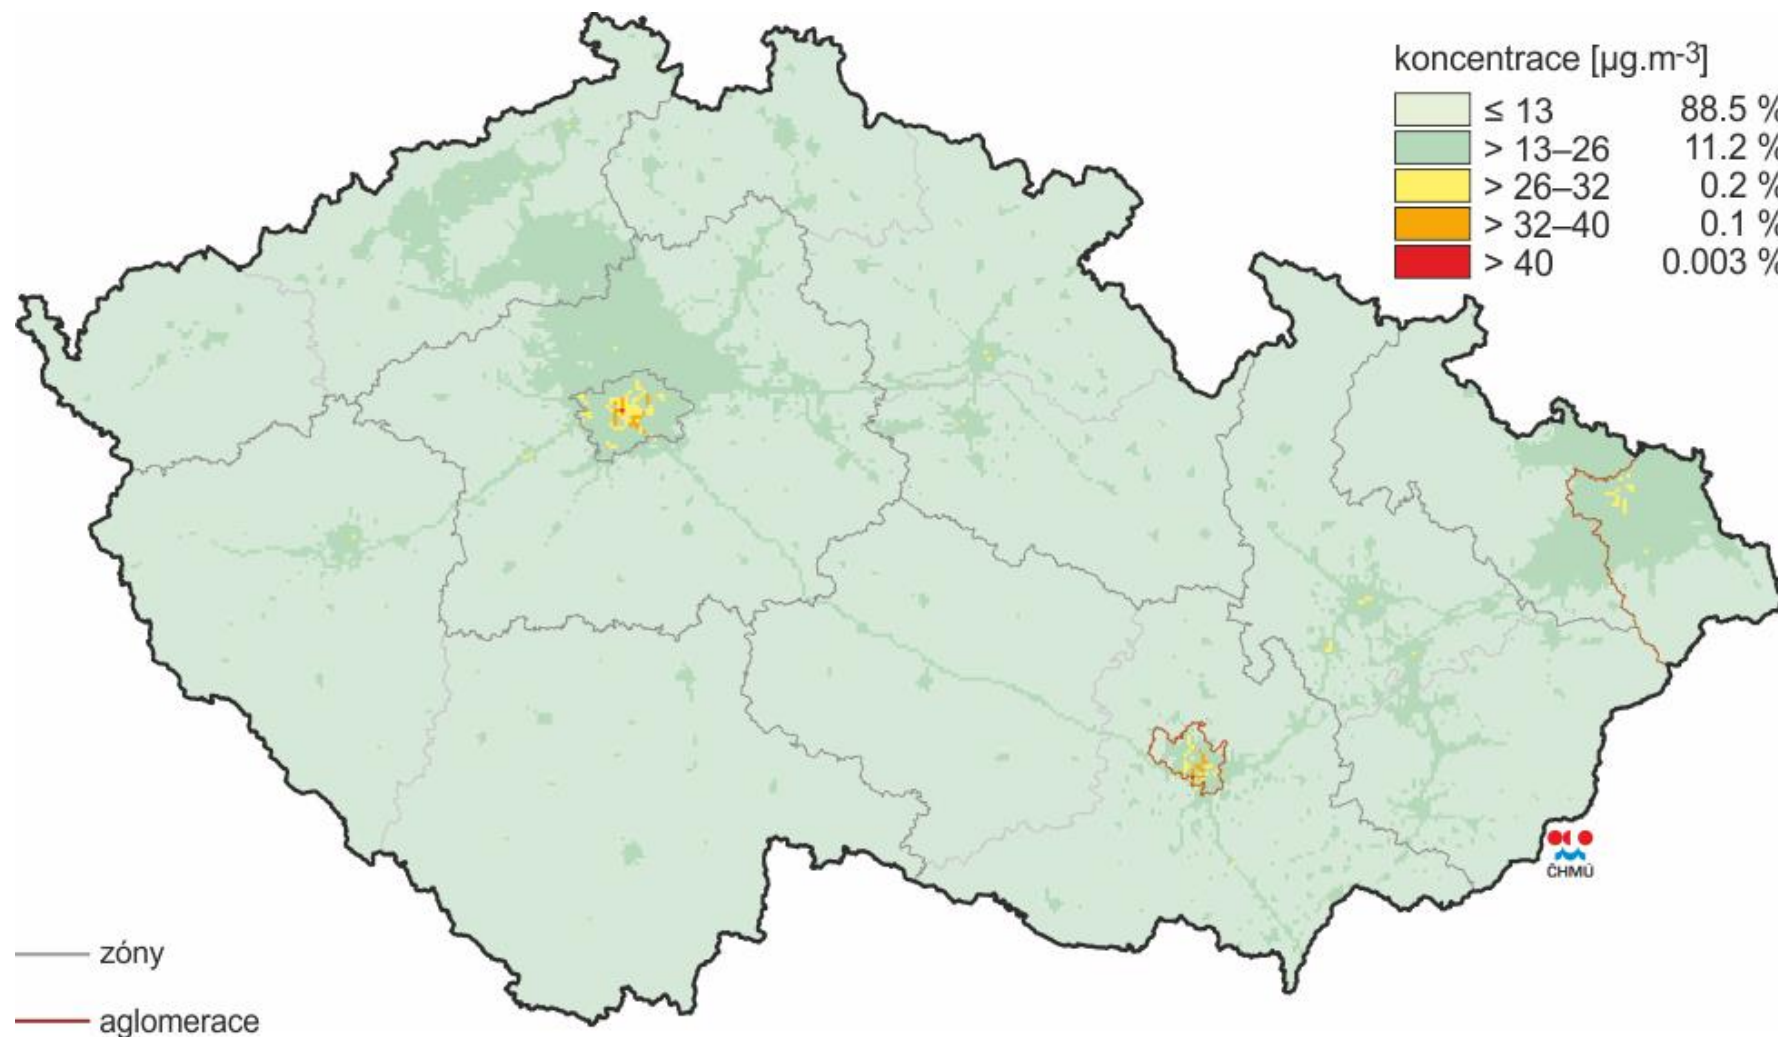 koncentrace [µg.m-3]
≤ 13 88.5 %
> 13–26 11.2 %
> 26–32 0.2 %
> 32–40 0.1 %
> 40 0.003 %
ČHMÚ
zóny
aglomerace